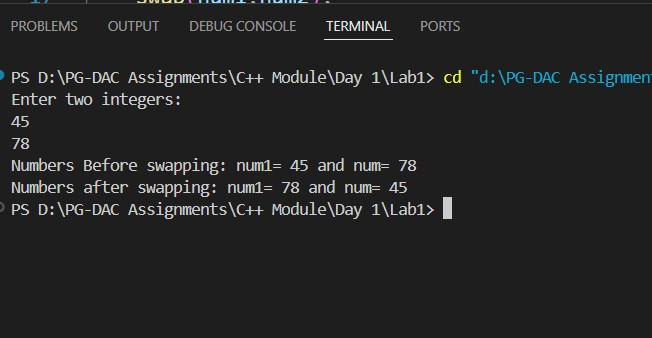 PROBLEMS OUTPUT DEBUG CONSOLE TERMINAL PORTS
PS D:\PG-DAC Assignments\C++ Module\Day 1\Lab1> cd "d:\PG-DAC Assignmen
Enter two integers:
45
78
Numbers Before swapping: num1= 45 and num= 78
Numbers after swapping: num1= 78 and num= 45
PS D:\PG-DAC Assignments\C++ Module\Day 1\Lab1>